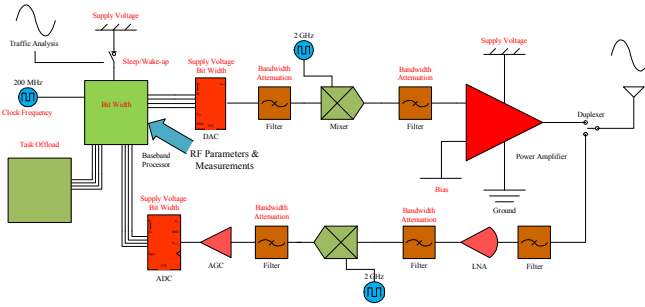 Supply Voltage
Traffic Analysis
Sleep/Wake-up
200 MHz
Clock Frequency
Bit Width
Baseband
Processor
Task Offload
RF Parameters &
Measurements
Supply Voltage
Bit Width
DAC
Bandwidth
Attenuation
Filter
2 GHz
Mixer
Bandwidth
Attenuation
Filter
Supply Voltage
Power Amplifier
Bias
Ground
Duplexer
Supply Voltage
Bit Width
ADC
AGC
Bandwidth
Attenuation
Filter
2 GHz
Bandwidth
Attenuation
Filter
LNA
Filter